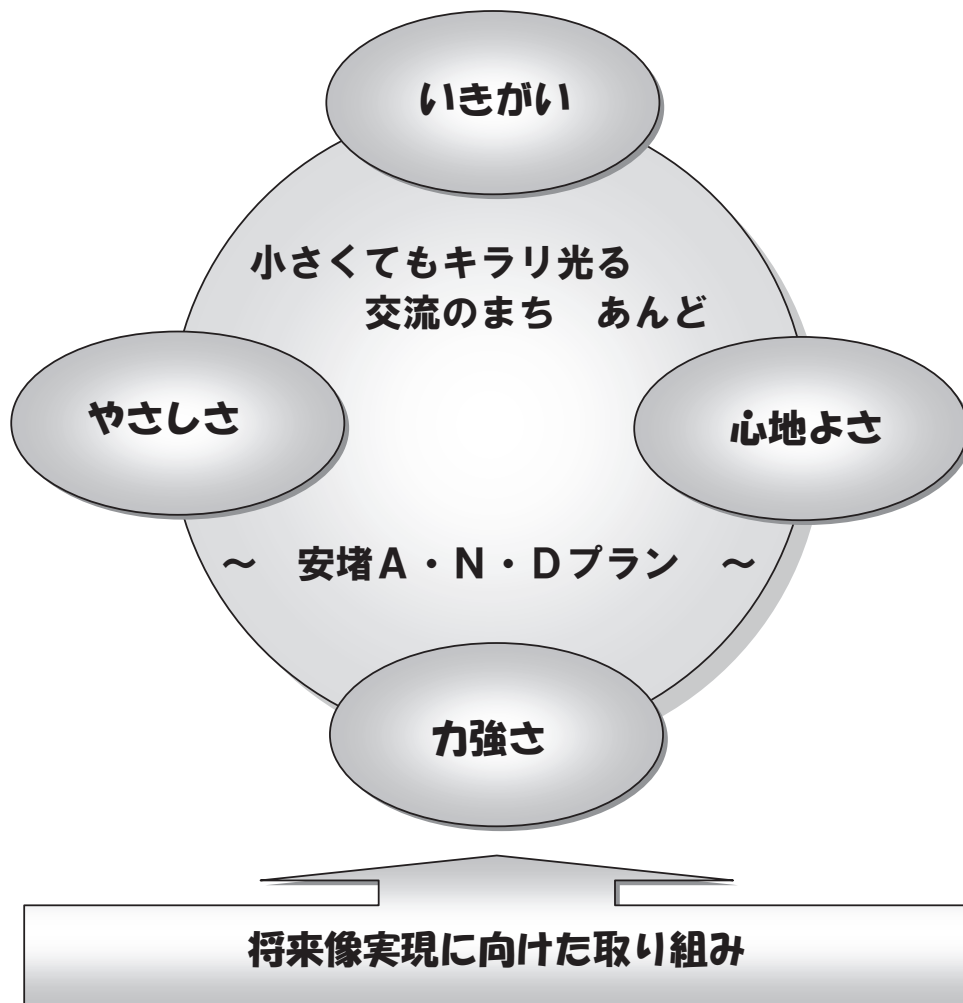 いきがい
小さくてもキラリ光る
交流のまち　あんど
やさしさ
心地よさ
～　安堵Ａ・Ｎ・Ｄプラン　～
力強さ
将来像実現に向けた取り組み